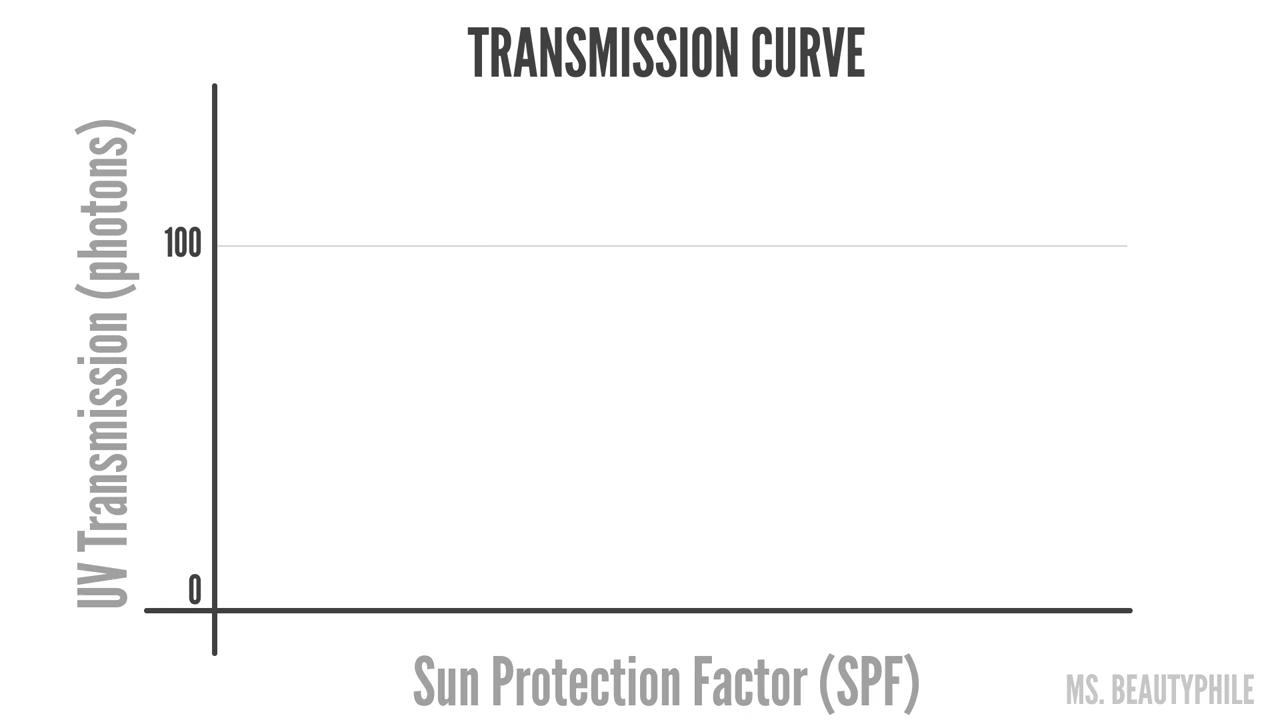 TRANSMISSION CURVE
UV Transmission (photons)
100
0
Sun Protection Factor (SPF)
MS. BEAUTYPHILE